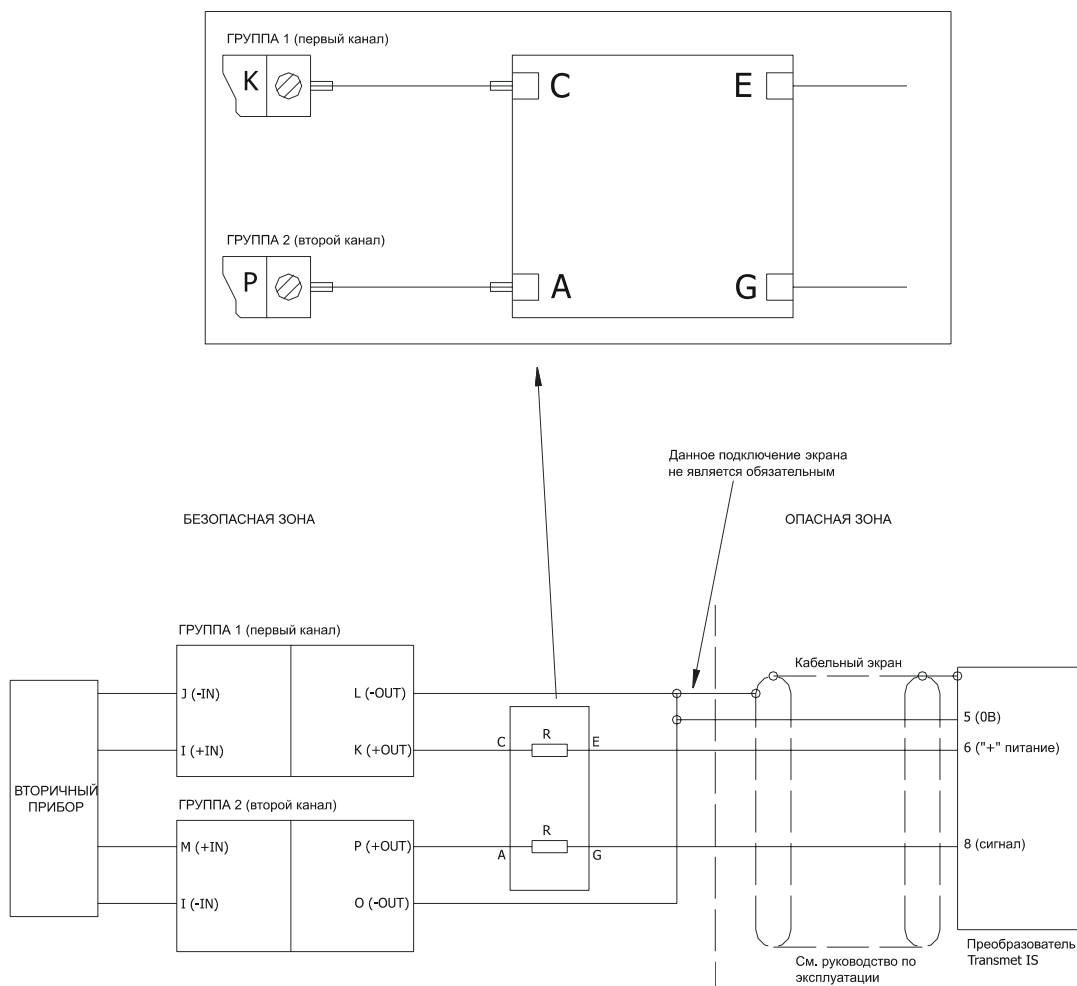 ГРУППА 1 (первый канал)
K
C
E
ГРУППА 2 (второй канал)
P
A
G
Данное подключение экрана
не является обязательным
БЕЗОПАСНАЯ ЗОНА
ОПАСНАЯ ЗОНА
ГРУППА 1 (первый канал)
J (-IN)
L (-OUT)
I (+IN)
K (+OUT)
C
R
E
ВТОРИЧНЫЙ
ПРИБОР
ГРУППА 2 (второй канал)
M (+IN)
P (+OUT)
I (-IN)
O (-OUT)
A
R
G
Кабельный экран
5 (0В)
6 ("+" питание)
8 (сигнал)
Преобразователь
Transmet IS
См. руководство по
эксплуатации